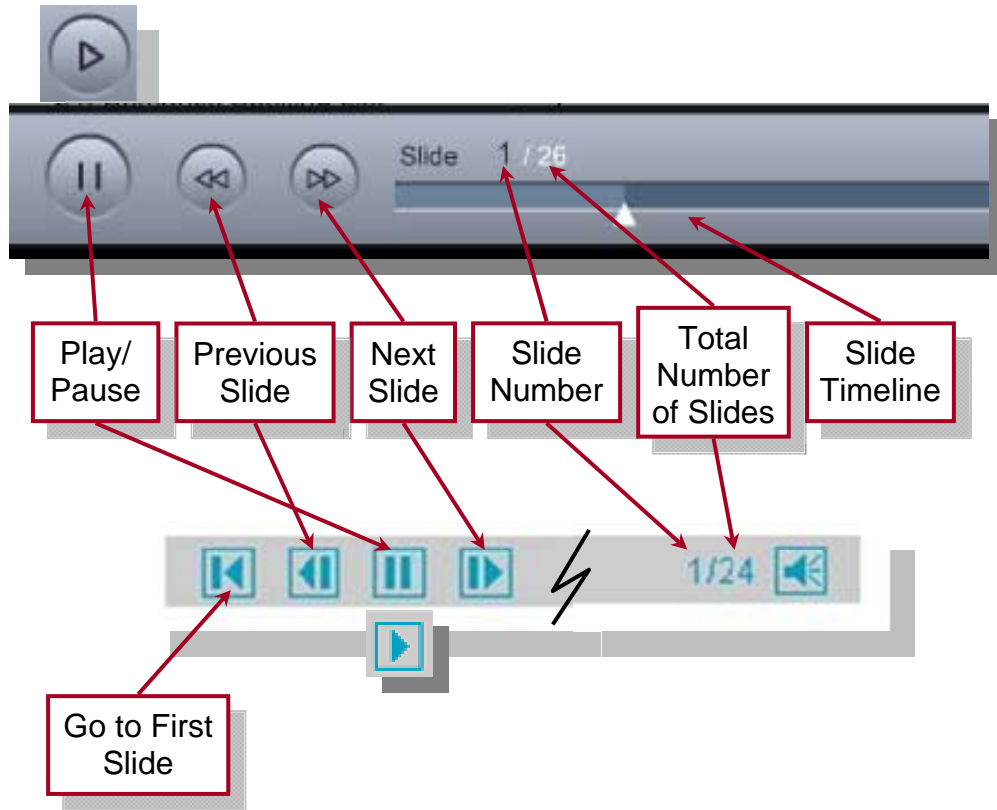 Slide 1 / 26
Play/
Pause
Previous
Slide
Next
Slide
Slide
Number
Total
Number
of Slides
Slide
Timeline
1/24
Go to First
Slide